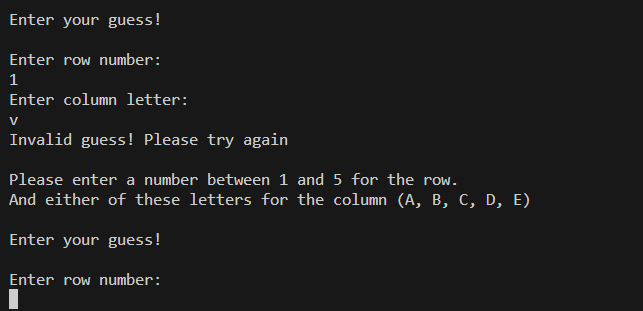 Enter your guess!
Enter row number:
1
Enter column letter:
v
Invalid guess! Please try again
Please enter a number between 1 and 5 for the row.
And either of these letters for the column (A, B, C, D, E)
Enter your guess!
Enter row number: